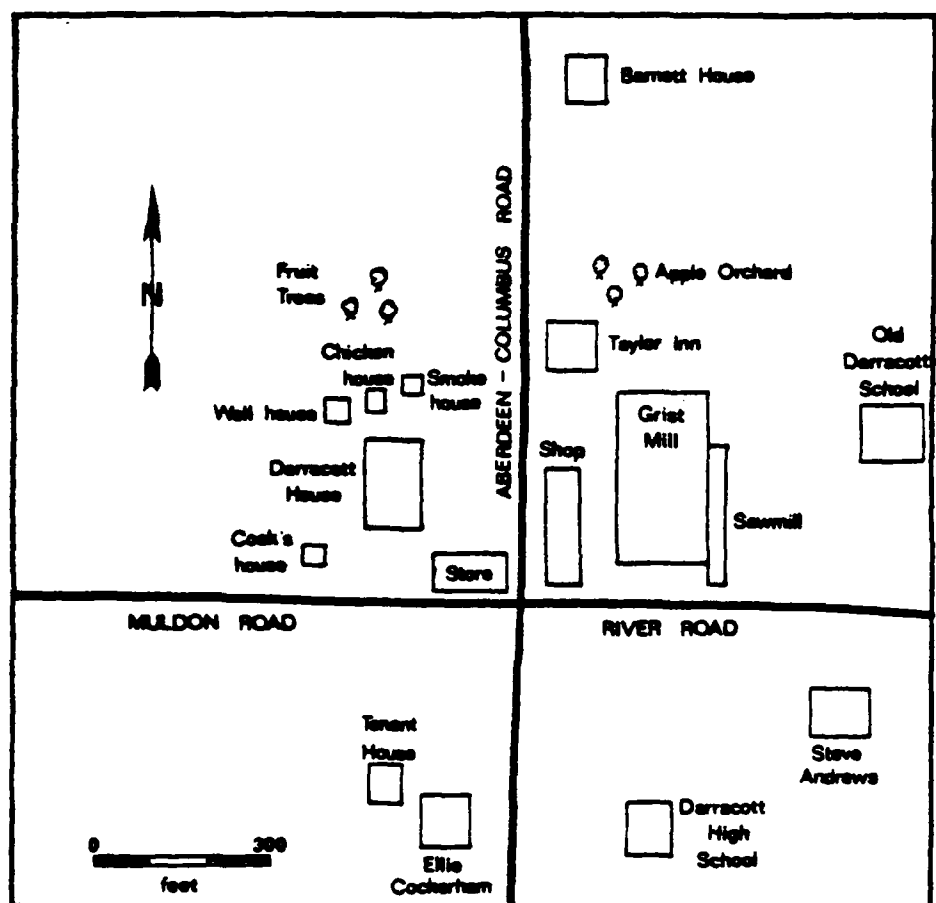 Barnett House
ABERDEEN - COLUMBUS ROAD
N
Fruit
Trees
Apple Orchard
Chicken
house
Smoke
house
Well house
Taylor Inn
Old
Darracott
School
Grist
Mill
Shop
Darracott
House
Sawmill
Cook's
house
Store
MULDON ROAD
RIVER ROAD
Tenant
House
Steve
Andrews
Darracott
High
School
Ellie
Cockerham
0 300
feet